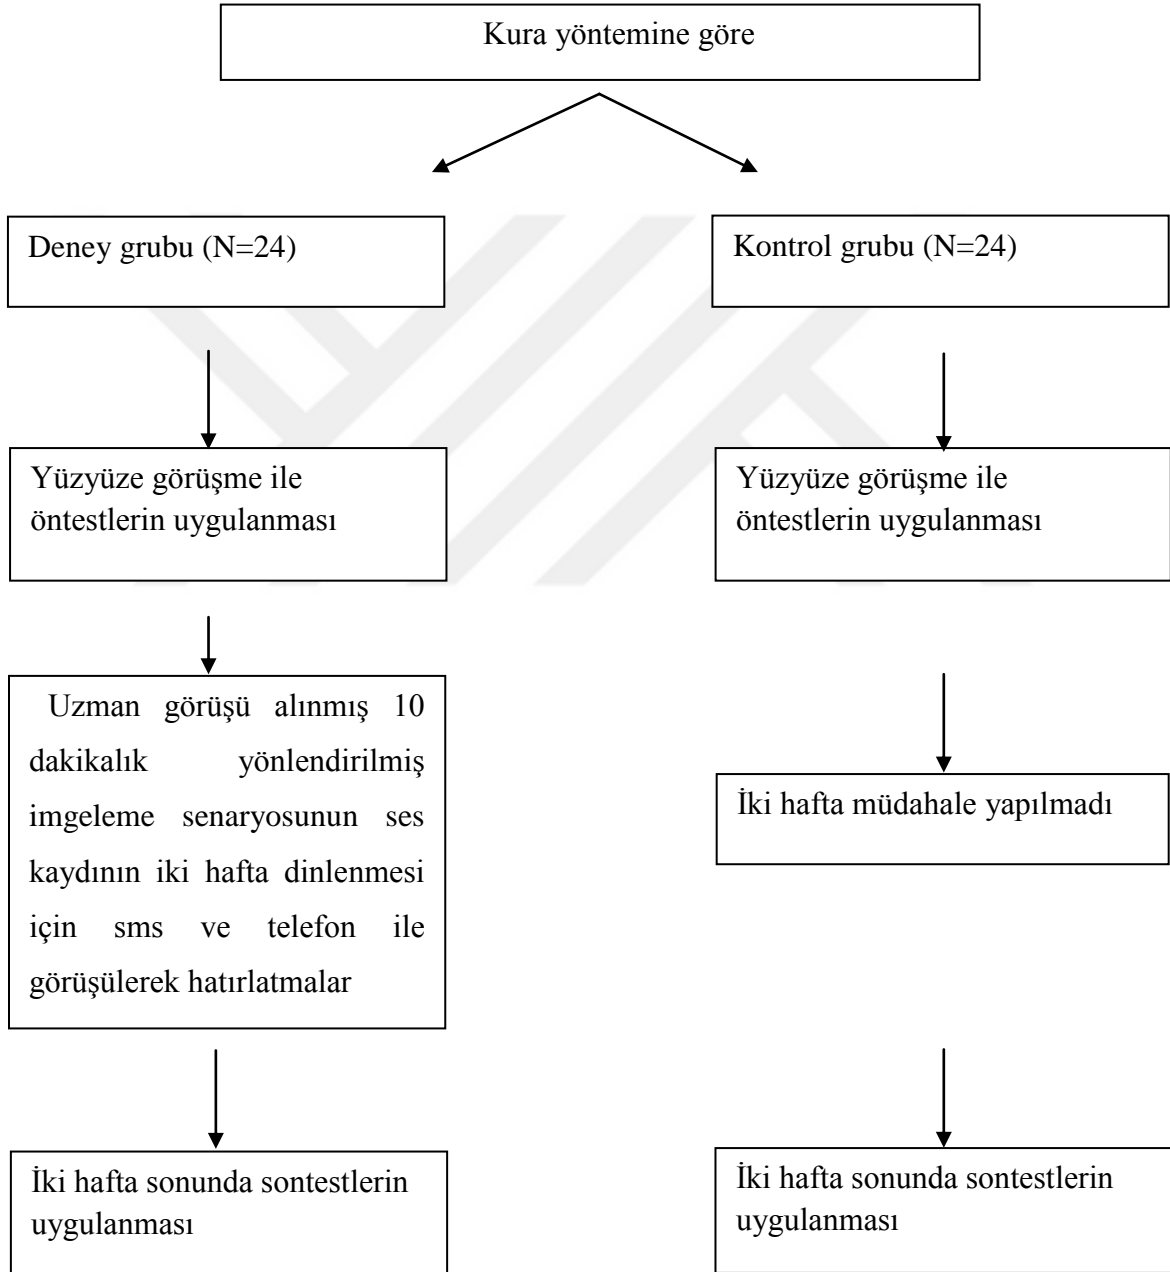 Kura yöntemine göre
Deney grubu (N=24)
Kontrol grubu (N=24)
Yüzyüze görüşme ile
öntestlerin uygulanması
Yüzyüze görüşme ile
öntestlerin uygulanması
Uzman görüşü alınmış 10
dakikalık yönlendirilmiş
imgeleme senaryosunun ses
kaydının iki hafta dinlenmesi
için sms ve telefon ile
görüşülerek hatırlatmalar
İki hafta müdahale yapılmadı
İki hafta sonunda sontestlerin
uygulanması
İki hafta sonunda sontestlerin
uygulanması